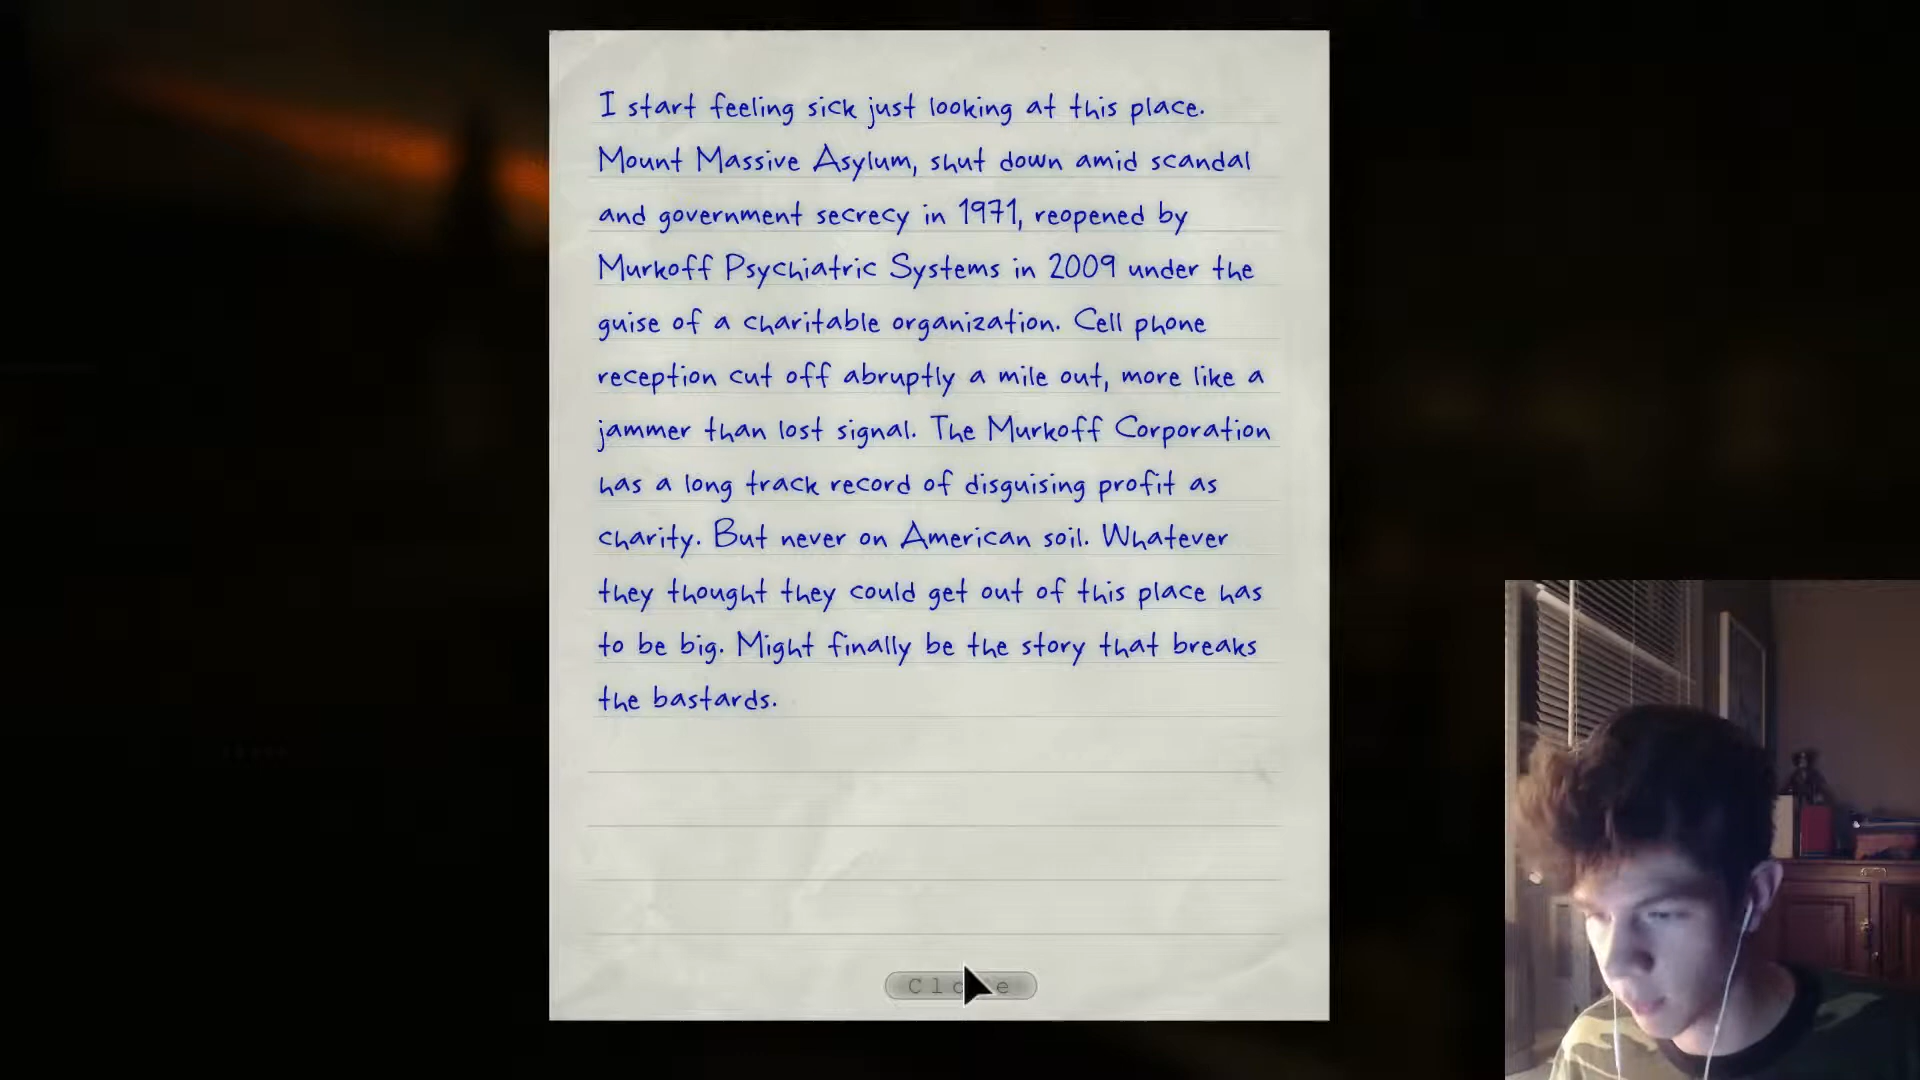 I start feeling sick just looking at this place.
Mount Massive Asylum, shut down amid scandal
and government secrecy in 1971, reopened by
Murkoff Psychiatric Systems in 2009 under the
guise of a charitable organization. Cell phone
reception cut off abruptly a mile out, more like a
jammer than lost signal. The Murkoff Corporation
has a long track record of disguising profit as
charity. But never on American soil. Whatever
they thought they could get out of this place has
to be big. Might finally be the story that breaks
the bastards.
Close